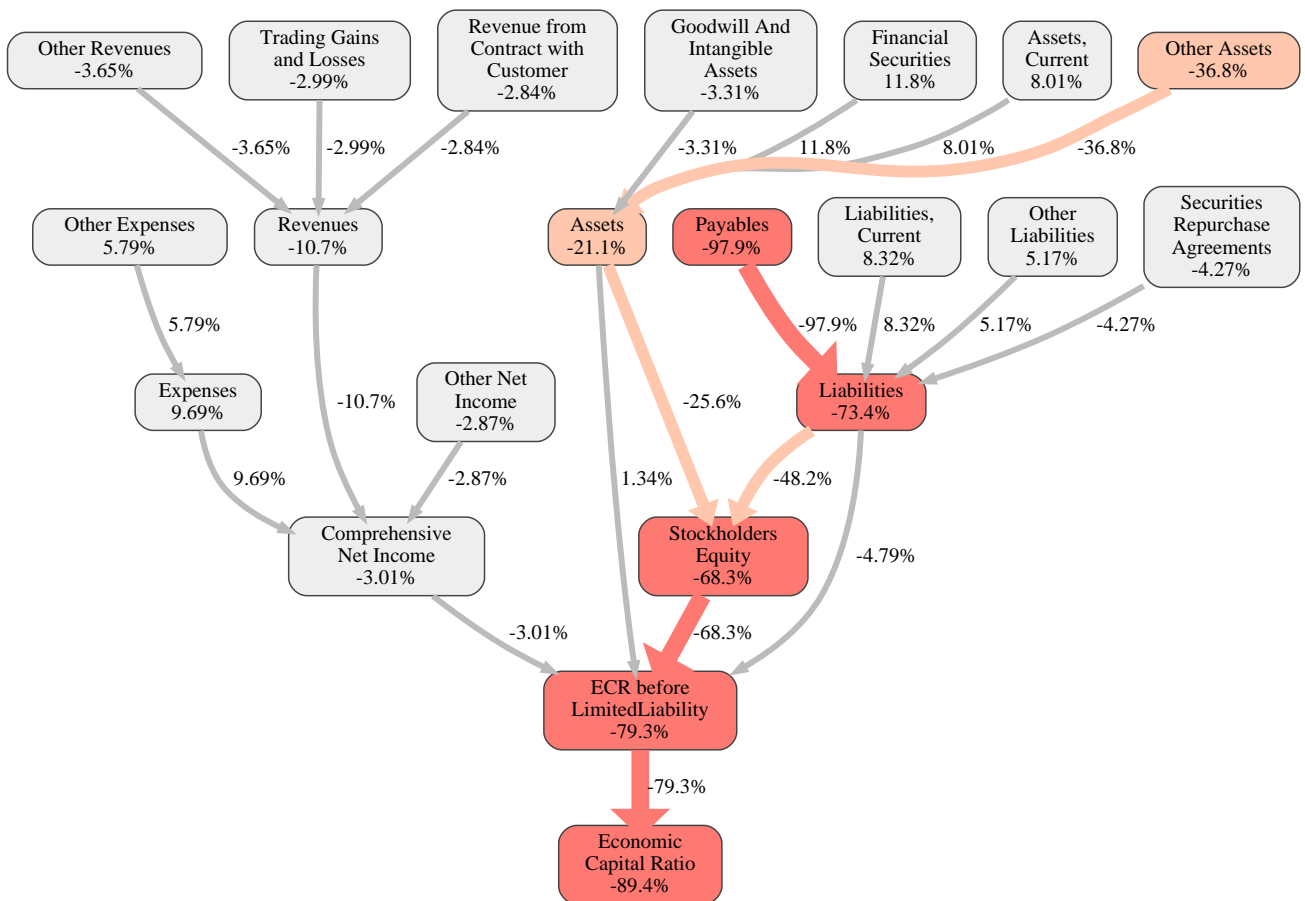 Other Revenues
-3.65%
Trading Gains
and Losses
-2.99%
Revenue from
Contract with
Customer
-2.84%
Goodwill And
Intangible
Assets
-3.31%
Financial
Securities
11.8%
Assets,
Current
8.01%
Other Assets
-36.8%
-3.65%
-2.99%
-2.84%
-3.31%
11.8%
8.01%
-36.8%
Other Expenses
5.79%
Revenues
-10.7%
Assets
-21.1%
Payables
-97.9%
Liabilities,
Current
8.32%
Other
Liabilities
5.17%
Securities
Repurchase
Agreements
-4.27%
5.79%
-97.9%
8.32%
5.17%
-4.27%
Expenses
9.69%
-10.7%
Other Net
Income
-2.87%
-25.6%
Liabilities
-73.4%
9.69%
-2.87%
1.34%
-48.2%
Comprehensive
Net Income
-3.01%
Stockholders
Equity
-68.3%
-4.79%
-3.01%
-68.3%
ECR before
LimitedLiability
-79.3%
-79.3%
Economic
Capital Ratio
-89.4%